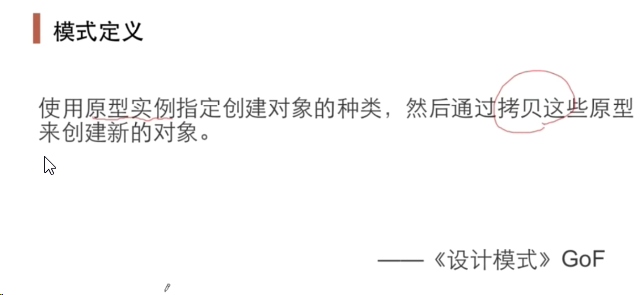 模式定义
使用原型实例指定创建对象的种类，然后通过拷贝这些原型
来创建新的对象。
——《设计模式》GoF